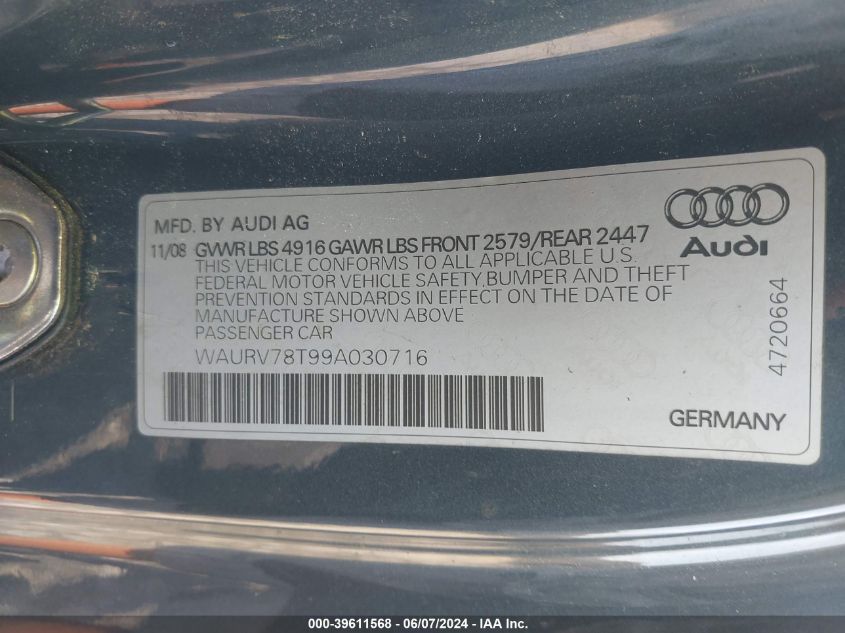 MFD. BY AUDI AG
11/08 GVWR LBS 4916 GAWR LBS FRONT 2579/REAR 2447
THIS VEHICLE CONFORMS TO ALL APPLICABLE U.S.
FEDERAL MOTOR VEHICLE SAFETY,BUMPER AND THEFT
PREVENTION STANDARDS IN EFFECT ON THE DATE OF
MANUFACTURE SHOWN ABOVE
PASSENGER CAR
WAURV78T99A030716
Audi
4720664
GERMANY
000-39611568 | 06/07/2024 | IAA Inc.